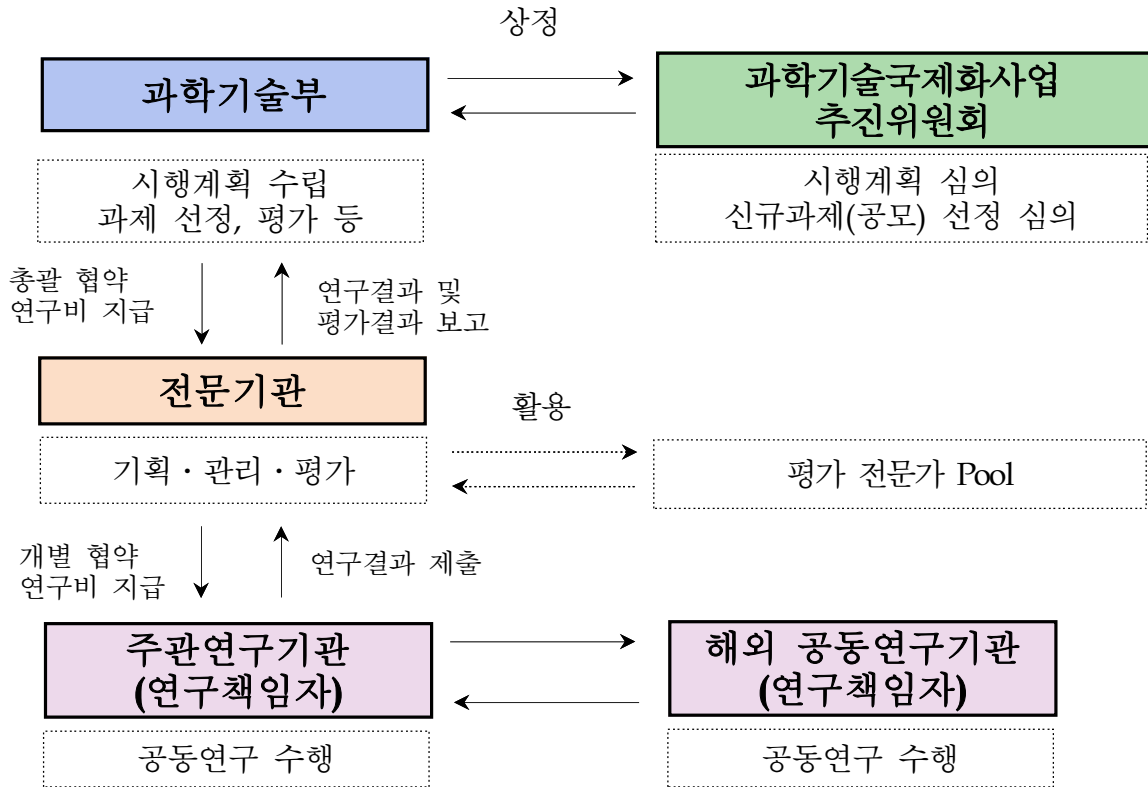 상정
과학기술부
과학기술국제화사업
추진위원회
시행계획 수립
과제 선정, 평가 등
시행계획 심의
신규과제(공모) 선정 심의
총괄 협약
연구비 지급
연구결과 및
평가결과 보고
전문기관
활용
기획 · 관리 · 평가
평가 전문가 Pool
개별 협약
연구비 지급
연구결과 제출
주관연구기관
(연구책임자)
해외 공동연구기관
(연구책임자)
공동연구 수행
공동연구 수행